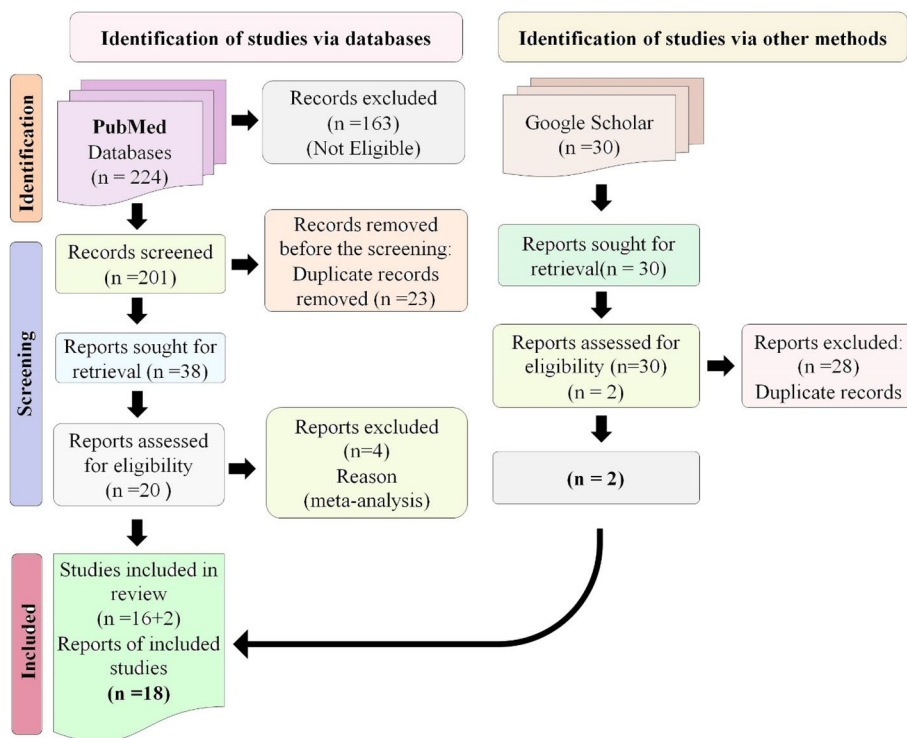 Identification of studies via databases
Identification of studies via other methods
Identification
PubMed
Databases
(n = 224)
Records excluded
(n =163)
(Not Eligible)
Google Scholar
(n =30)
Screening
Records screened
(n =201)
Records removed
before the screening:
Duplicate records
removed (n =23)
Reports sought for
retrieval(n = 30)
Reports sought for
retrieval (n =38)
Reports assessed for
eligibility (n=30)
(n = 2)
Reports excluded:
(n =28)
Duplicate records
Reports assessed
for eligibility
(n =20 )
Reports excluded
(n=4)
Reason
(meta-analysis)
(n = 2)
Included
Studies included in
review
(n =16+2)
Reports of included
studies
(n =18)